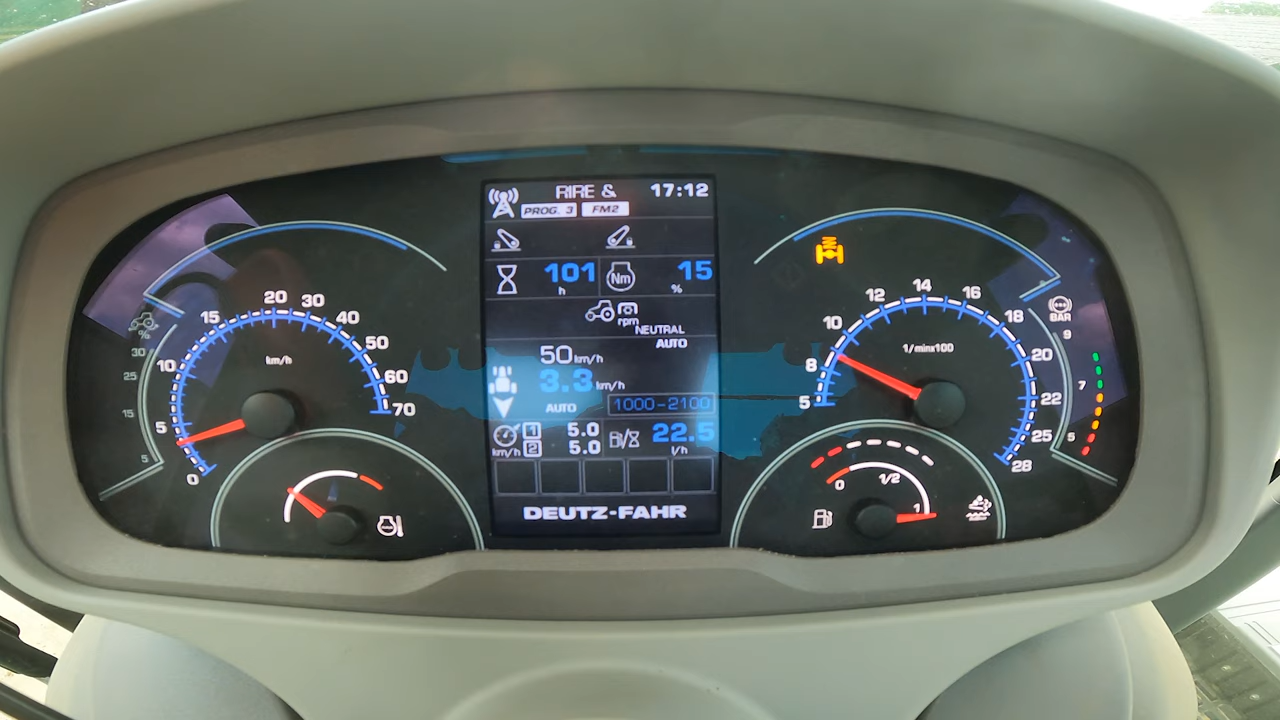 RIRE & 17:12
PROG. 3 FM2
101 h Nm 15 %
rpm
NEUTRAL
AUTO
50 km/h
3.3 km/h
AUTO 1000-2100
km/h 1 5.0
2 5.0
22.5 l/h
DEUTZ-FAHR
%
30
25
15
5
0 5 10 15 20 30 40 50 60 70
km/h
5 8 10 12 14 16 18 20 22 25 28
1/minx100
BAR
9
7
5
0 1/2 1